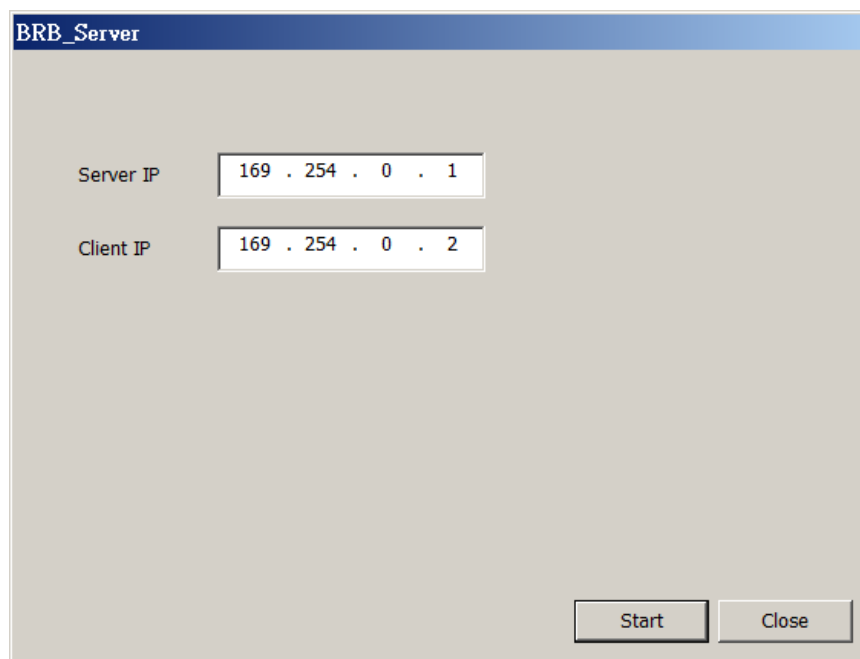 BRB_Server
Server IP 169 . 254 . 0 . 1
Client IP 169 . 254 . 0 . 2
Start Close